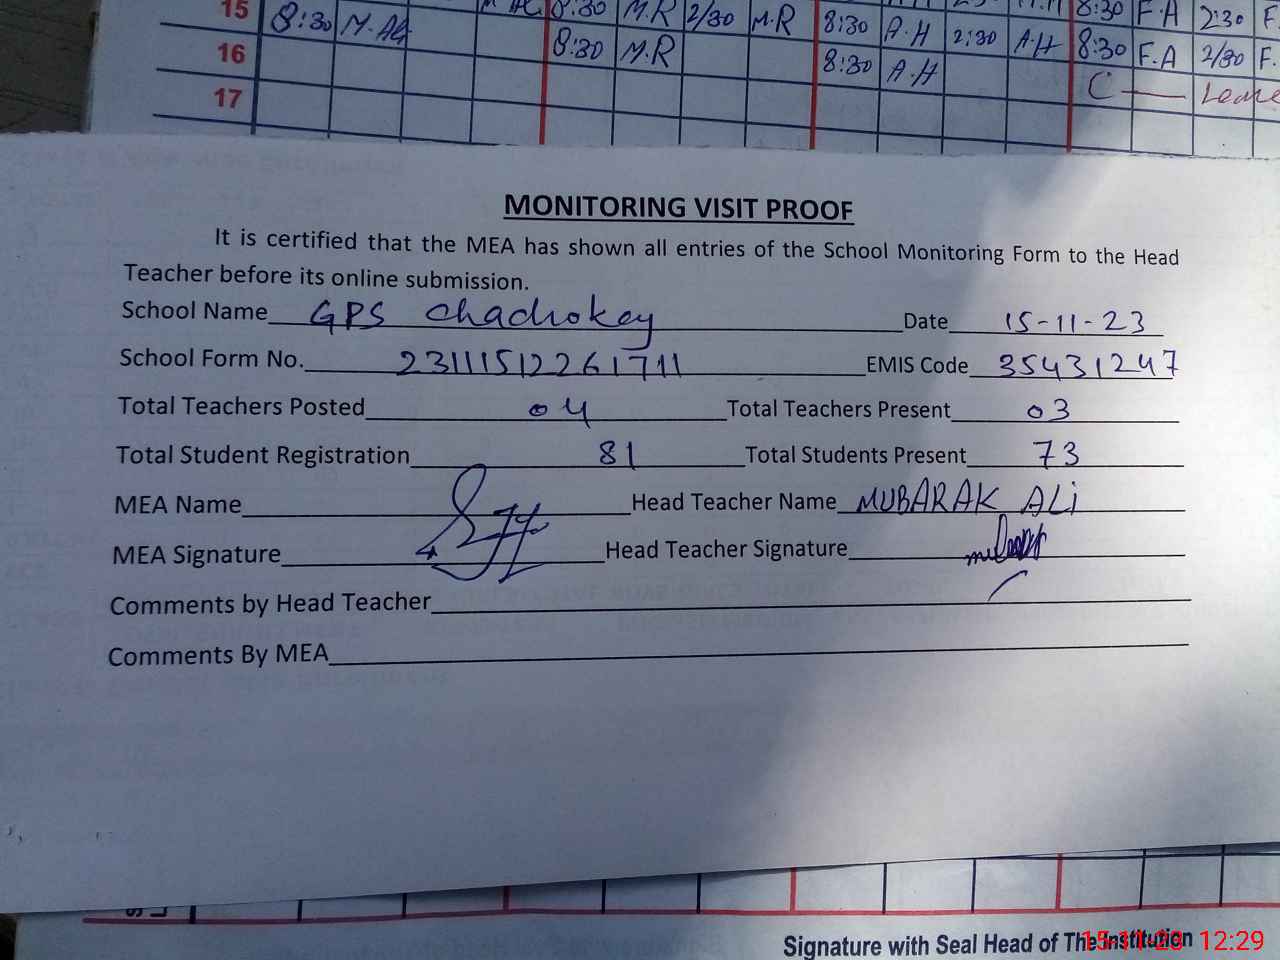 15 8:30 M.Ali 8:30 M.R 2/30 M.R 8:30 A.H 2:30 A.H 8:30 F.A 2:30 F.
16 8:30 M.R 8:30 A.H 8:30 F.A 2/30 F.
17 C — Leave
MONITORING VISIT PROOF
It is certified that the MEA has shown all entries of the School Monitoring Form to the Head
Teacher before its online submission.
School Name GPS Chachokey Date 15-11-23
School Form No. 231115122261711 EMIS Code 35431247
Total Teachers Posted 04 Total Teachers Present 03
Total Student Registration 81 Total Students Present 73
MEA Name Head Teacher Name MUBARAK ALi
MEA Signature Head Teacher Signature
Comments by Head Teacher
Comments By MEA
Signature with Seal Head of The Institution
15-11-23 12:29